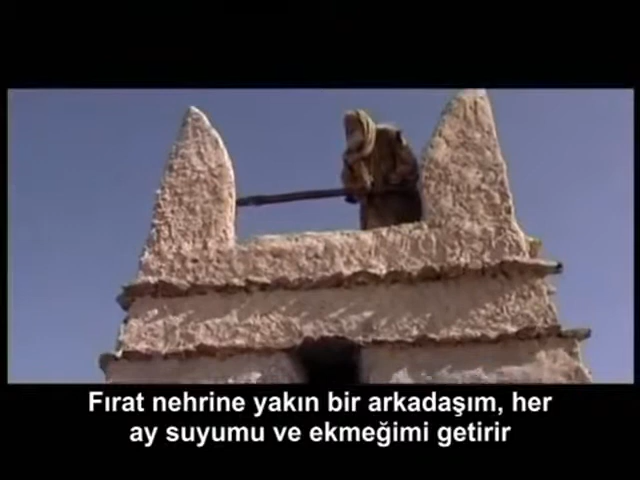 Fırat nehrine yakın bir arkadaşım, her
ay suyumu ve ekmeğimi getirir